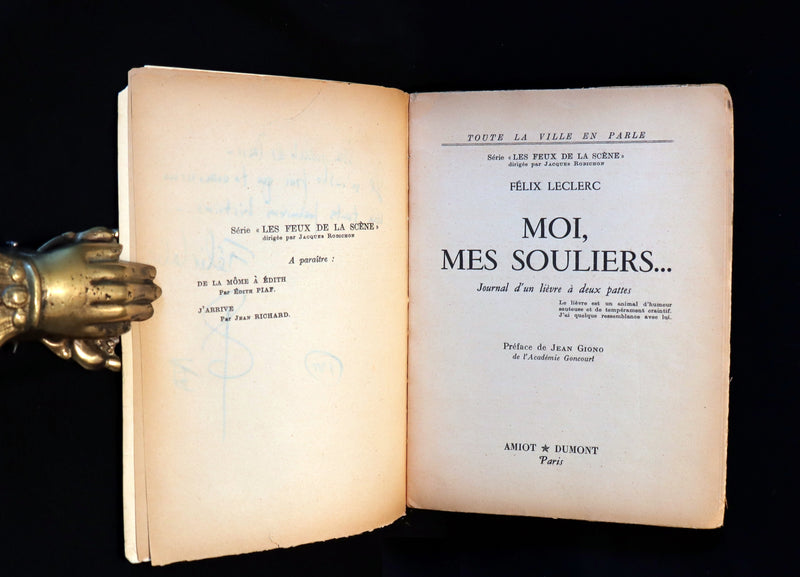 Série « LES FEUX DE LA SCÈNE »
dirigée par JACQUES ROBICHON
A paraître :
DE LA MÔME À ÉDITH
Par ÉDITH PIAF.
J'ARRIVE
Par JEAN RICHARD.
TOUTE LA VILLE EN PARLE
Série « LES FEUX DE LA SCÈNE »
dirigée par JACQUES ROBICHON
FÉLIX LECLERC
MOI,
MES SOULIERS...
Journal d'un lièvre à deux pattes
Le lièvre est un animal d'humeur
sauteuse et de tempérament craintif.
J'ai quelque ressemblance avec lui.
Préface de JEAN GIONO
de l'Académie Goncourt
AMIOT ★ DUMONT
Paris